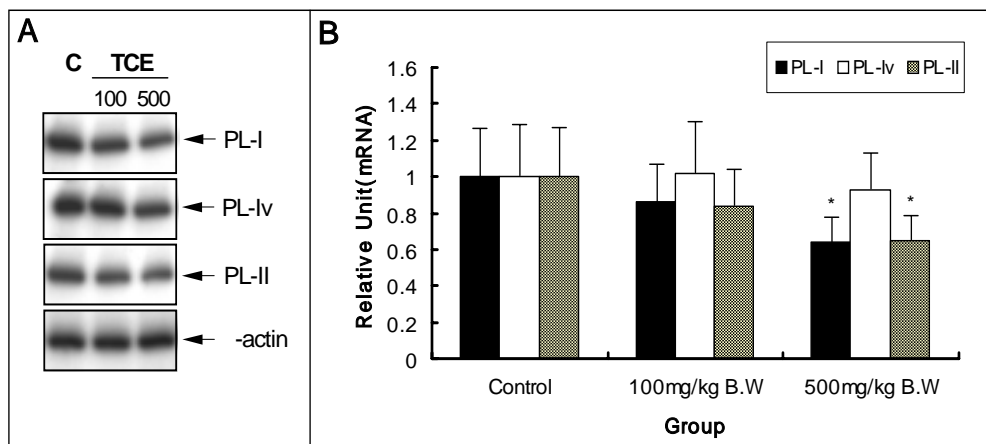 A
C TCE
100 500
PL-I
PL-Iv
PL-II
-actin
B
PL-I PL-Iv PL-II
Relative Unit(mRNA)
1.6
1.4
1.2
1
0.8
0.6
0.4
0.2
0
* *
Control 100mg/kg B.W 500mg/kg B.W
Group